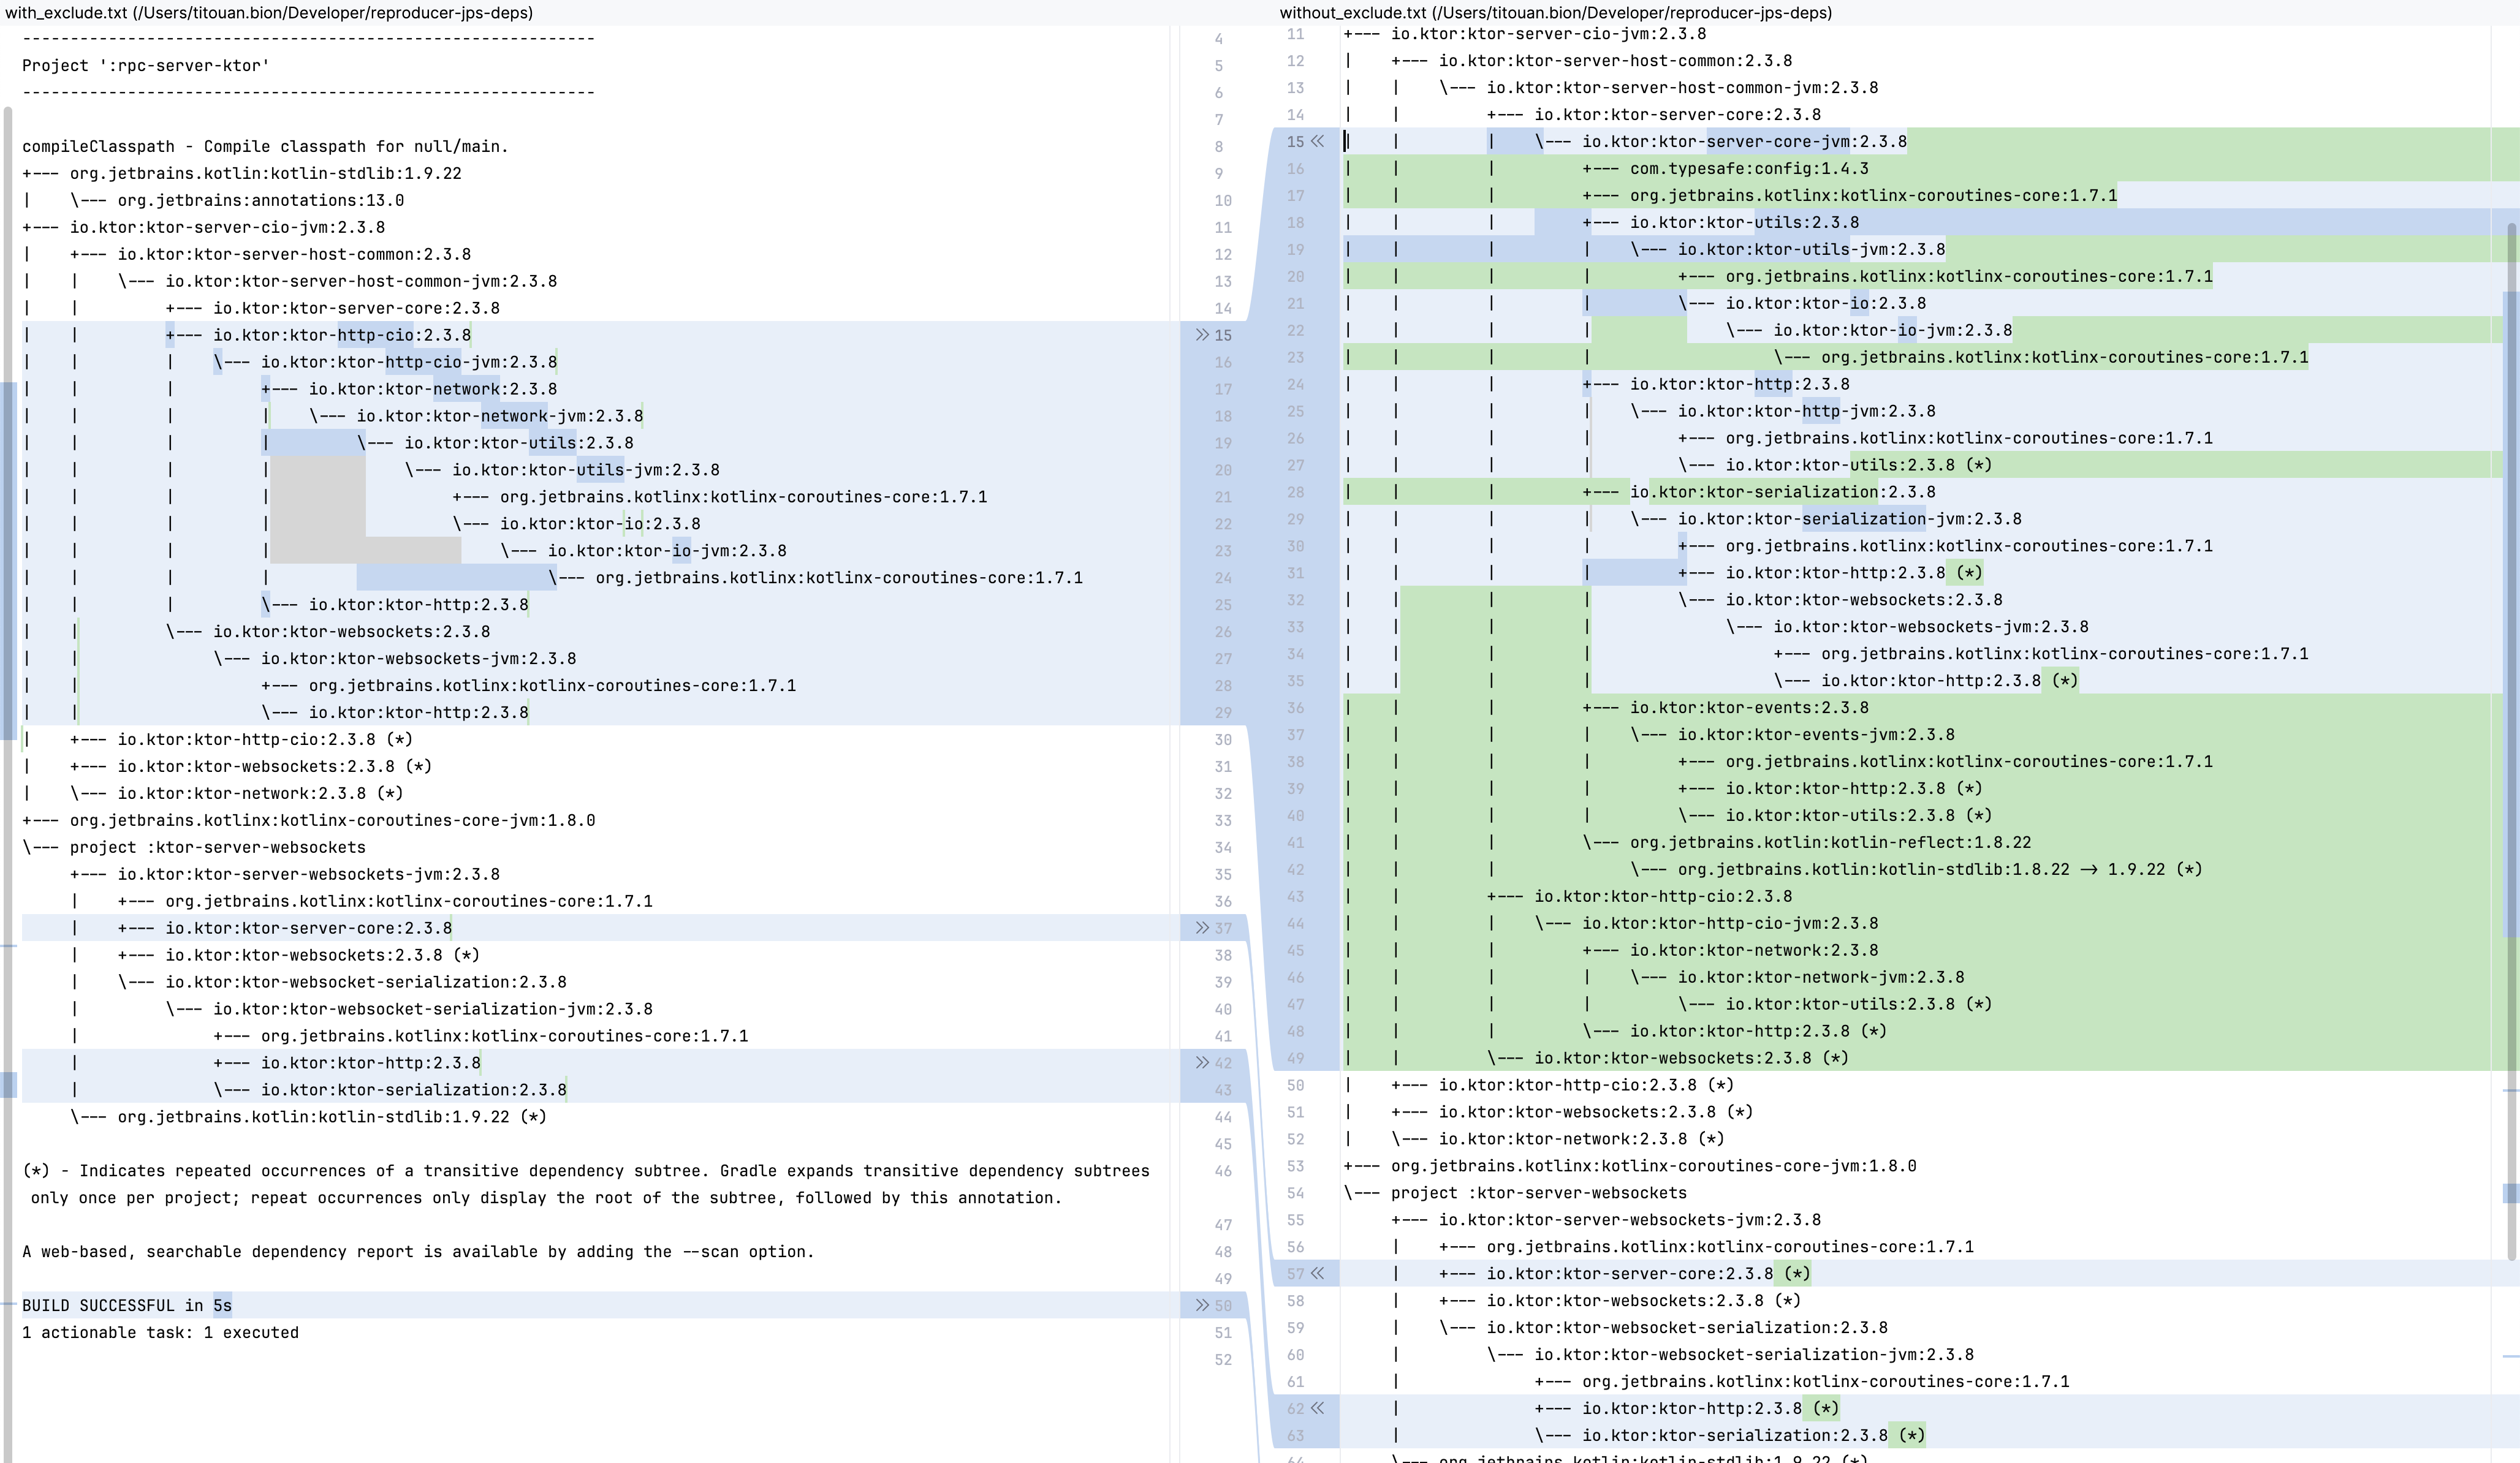 with_exclude.txt (/Users/titouan.bion/Developer/reproducer-jps-deps)
------------------------------------------------------------
4
Project ':rpc-server-ktor'
5
------------------------------------------------------------
6
7
compileClasspath - Compile classpath for null/main.
8
+--- org.jetbrains.kotlin:kotlin-stdlib:1.9.22
9
|    \--- org.jetbrains:annotations:13.0
10
+--- io.ktor:ktor-server-cio-jvm:2.3.8
11
|    +--- io.ktor:ktor-server-host-common:2.3.8
12
|    |    \--- io.ktor:ktor-server-host-common-jvm:2.3.8
13
|    |         +--- io.ktor:ktor-server-core:2.3.8
14
|    |         +--- io.ktor:ktor-http-cio:2.3.8
15
|    |         |    \--- io.ktor:ktor-http-cio-jvm:2.3.8
16
|    |         |         +--- io.ktor:ktor-network:2.3.8
17
|    |         |         |    \--- io.ktor:ktor-network-jvm:2.3.8
18
|    |         |         |         \--- io.ktor:ktor-utils:2.3.8
19
|    |         |         |              \--- io.ktor:ktor-utils-jvm:2.3.8
20
|    |         |         |                   +--- org.jetbrains.kotlinx:kotlinx-coroutines-core:1.7.1
21
|    |         |         |                   \--- io.ktor:ktor-io:2.3.8
22
|    |         |         |                        \--- io.ktor:ktor-io-jvm:2.3.8
23
|    |         |         |                             \--- org.jetbrains.kotlinx:kotlinx-coroutines-core:1.7.1
24
|    |         |         \--- io.ktor:ktor-http:2.3.8
25
|    |         \--- io.ktor:ktor-websockets:2.3.8
26
|    |              \--- io.ktor:ktor-websockets-jvm:2.3.8
27
|    |                   +--- org.jetbrains.kotlinx:kotlinx-coroutines-core:1.7.1
28
|    |                   \--- io.ktor:ktor-http:2.3.8
29
|    +--- io.ktor:ktor-http-cio:2.3.8 (*)
30
|    +--- io.ktor:ktor-websockets:2.3.8 (*)
31
|    \--- io.ktor:ktor-network:2.3.8 (*)
32
+--- org.jetbrains.kotlinx:kotlinx-coroutines-core-jvm:1.8.0
33
\--- project :ktor-server-websockets
34
     +--- io.ktor:ktor-server-websockets-jvm:2.3.8
35
     |    +--- org.jetbrains.kotlinx:kotlinx-coroutines-core:1.7.1
36
     |    +--- io.ktor:ktor-server-core:2.3.8
37
     |    +--- io.ktor:ktor-websockets:2.3.8 (*)
38
     |    \--- io.ktor:ktor-websocket-serialization:2.3.8
39
     |         \--- io.ktor:ktor-websocket-serialization-jvm:2.3.8
40
     |              +--- org.jetbrains.kotlinx:kotlinx-coroutines-core:1.7.1
41
     |              +--- io.ktor:ktor-http:2.3.8
42
     |              \--- io.ktor:ktor-serialization:2.3.8
43
     \--- org.jetbrains.kotlin:kotlin-stdlib:1.9.22 (*)
44
45
(*) - Indicates repeated occurrences of a transitive dependency subtree. Gradle expands transitive dependency subtrees
46
only once per project; repeat occurrences only display the root of the subtree, followed by this annotation.
47
A web-based, searchable dependency report is available by adding the --scan option.
48
49
BUILD SUCCESSFUL in 5s
50
1 actionable task: 1 executed
51
52
without_exclude.txt (/Users/titouan.bion/Developer/reproducer-jps-deps)
11 +--- io.ktor:ktor-server-cio-jvm:2.3.8
12 |    +--- io.ktor:ktor-server-host-common:2.3.8
13 |    |    \--- io.ktor:ktor-server-host-common-jvm:2.3.8
14 |    |         +--- io.ktor:ktor-server-core:2.3.8
15 |    |         |    \--- io.ktor:ktor-server-core-jvm:2.3.8
16 |    |         |         +--- com.typesafe:config:1.4.3
17 |    |         |         +--- org.jetbrains.kotlinx:kotlinx-coroutines-core:1.7.1
18 |    |         |         +--- io.ktor:ktor-utils:2.3.8
19 |    |         |         |    \--- io.ktor:ktor-utils-jvm:2.3.8
20 |    |         |         |         +--- org.jetbrains.kotlinx:kotlinx-coroutines-core:1.7.1
21 |    |         |         |         \--- io.ktor:ktor-io:2.3.8
22 |    |         |         |              \--- io.ktor:ktor-io-jvm:2.3.8
23 |    |         |         |                   \--- org.jetbrains.kotlinx:kotlinx-coroutines-core:1.7.1
24 |    |         |         +--- io.ktor:ktor-http:2.3.8
25 |    |         |         |    \--- io.ktor:ktor-http-jvm:2.3.8
26 |    |         |         |         +--- org.jetbrains.kotlinx:kotlinx-coroutines-core:1.7.1
27 |    |         |         |         \--- io.ktor:ktor-utils:2.3.8 (*)
28 |    |         |         +--- io.ktor:ktor-serialization:2.3.8
29 |    |         |         |    \--- io.ktor:ktor-serialization-jvm:2.3.8
30 |    |         |         |         +--- org.jetbrains.kotlinx:kotlinx-coroutines-core:1.7.1
31 |    |         |         |         +--- io.ktor:ktor-http:2.3.8 (*)
32 |    |         |         |         \--- io.ktor:ktor-websockets:2.3.8
33 |    |         |         |              \--- io.ktor:ktor-websockets-jvm:2.3.8
34 |    |         |         |                   +--- org.jetbrains.kotlinx:kotlinx-coroutines-core:1.7.1
35 |    |         |         |                   \--- io.ktor:ktor-http:2.3.8 (*)
36 |    |         |         +--- io.ktor:ktor-events:2.3.8
37 |    |         |         |    \--- io.ktor:ktor-events-jvm:2.3.8
38 |    |         |         |         +--- org.jetbrains.kotlinx:kotlinx-coroutines-core:1.7.1
39 |    |         |         |         +--- io.ktor:ktor-http:2.3.8 (*)
40 |    |         |         |         \--- io.ktor:ktor-utils:2.3.8 (*)
41 |    |         |         \--- org.jetbrains.kotlin:kotlin-reflect:1.8.22
42 |    |         |              \--- org.jetbrains.kotlin:kotlin-stdlib:1.8.22 -> 1.9.22 (*)
43 |    |         +--- io.ktor:ktor-http-cio:2.3.8
44 |    |         |    \--- io.ktor:ktor-http-cio-jvm:2.3.8
45 |    |         |         +--- io.ktor:ktor-network:2.3.8
46 |    |         |         |    \--- io.ktor:ktor-network-jvm:2.3.8
47 |    |         |         |         \--- io.ktor:ktor-utils:2.3.8 (*)
48 |    |         |         \--- io.ktor:ktor-http:2.3.8 (*)
49 |    |         \--- io.ktor:ktor-websockets:2.3.8 (*)
50 |    +--- io.ktor:ktor-http-cio:2.3.8 (*)
51 |    +--- io.ktor:ktor-websockets:2.3.8 (*)
52 |    \--- io.ktor:ktor-network:2.3.8 (*)
53 +--- org.jetbrains.kotlinx:kotlinx-coroutines-core-jvm:1.8.0
54 \--- project :ktor-server-websockets
55      +--- io.ktor:ktor-server-websockets-jvm:2.3.8
56      |    +--- org.jetbrains.kotlinx:kotlinx-coroutines-core:1.7.1
57      |    +--- io.ktor:ktor-server-core:2.3.8 (*)
58      |    +--- io.ktor:ktor-websockets:2.3.8 (*)
59      |    \--- io.ktor:ktor-websocket-serialization:2.3.8
60      |         \--- io.ktor:ktor-websocket-serialization-jvm:2.3.8
61      |              +--- org.jetbrains.kotlinx:kotlinx-coroutines-core:1.7.1
62      |              +--- io.ktor:ktor-http:2.3.8 (*)
63      |              \--- io.ktor:ktor-serialization:2.3.8 (*)
64      \--- org.jetbrains.kotlin:kotlin-stdlib:1.9.22 (*)